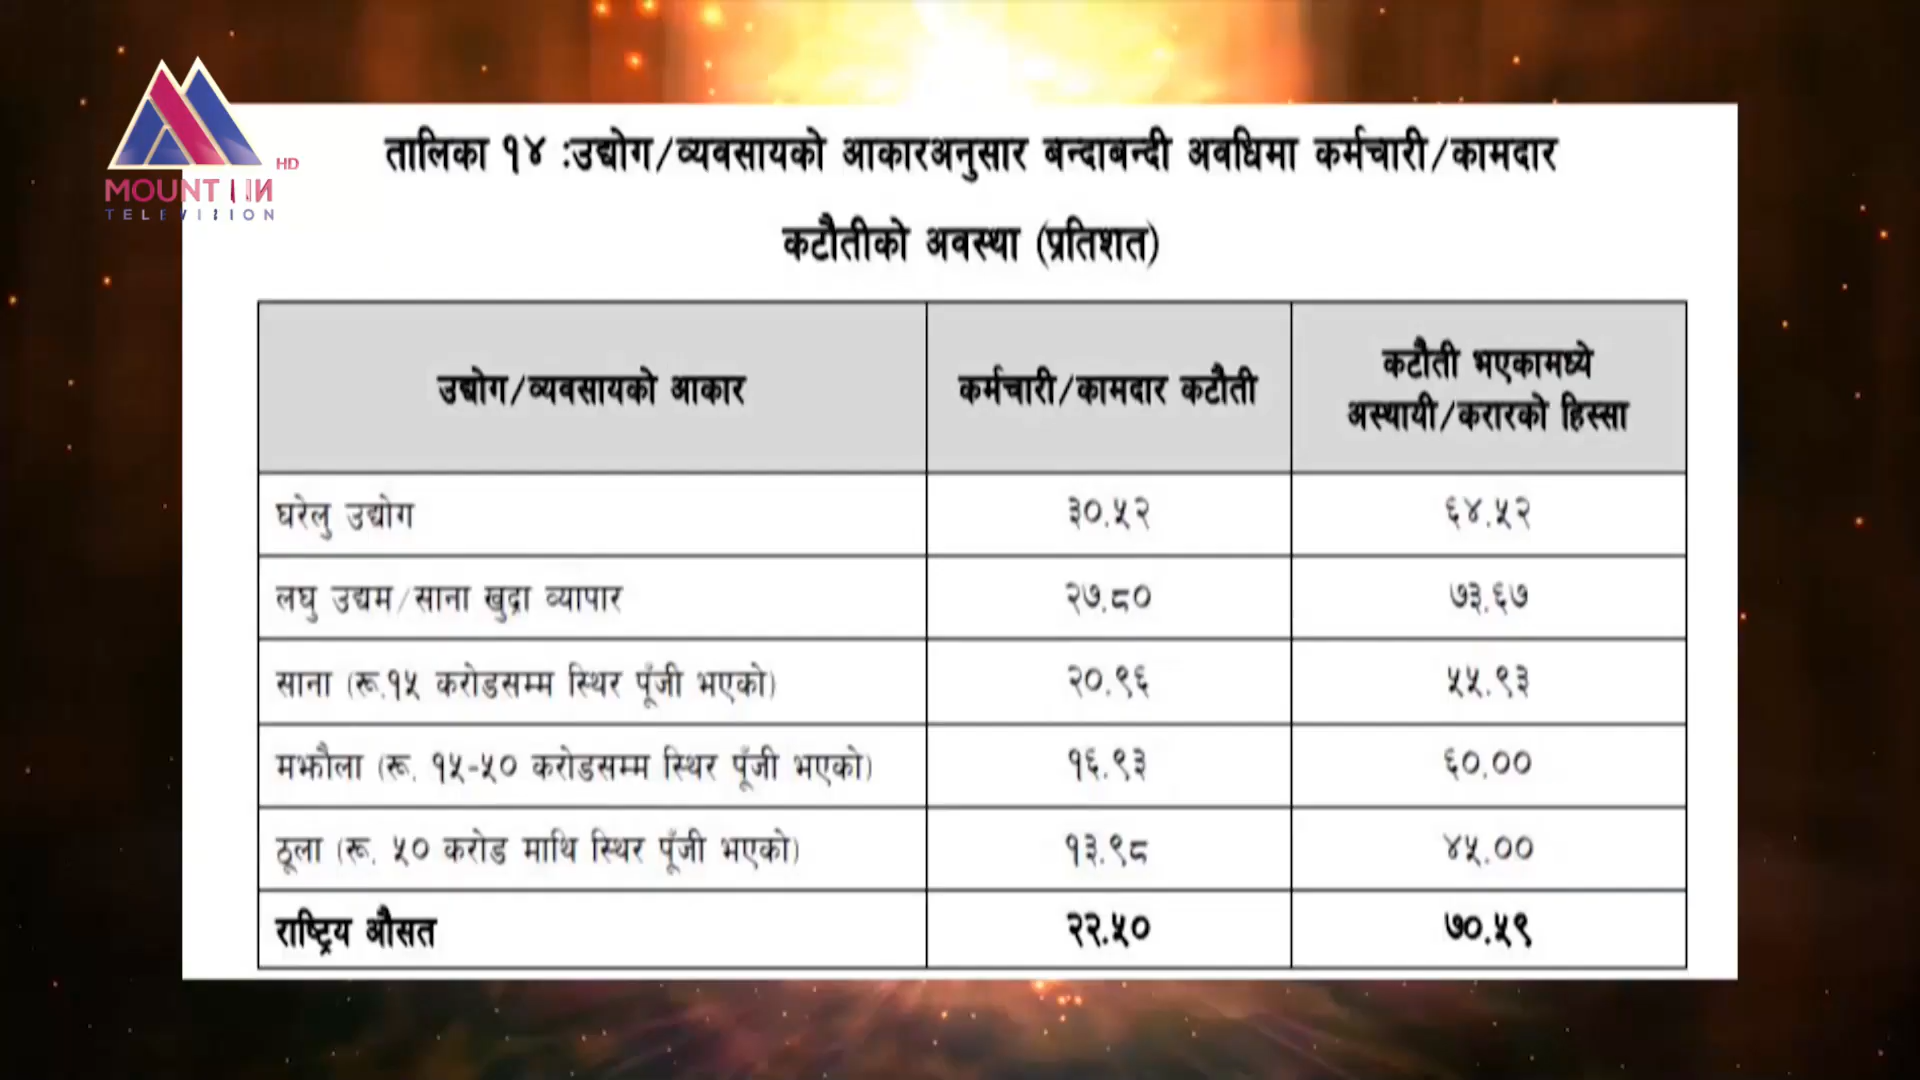 HD
MOUNT
TELEVISION
तालिका १४ :उद्योग/व्यवसायको आकारअनुसार बन्दाबन्दी अवधिमा कर्मचारी/कामदार
कटौतीको अवस्था (प्रतिशत)
उद्योग/व्यवसायको आकार
कर्मचारी/कामदार कटौती
कटौती भएकामध्ये
अस्थायी/करारको हिस्सा
घरेलु उद्योग ३०.५२ ६४.५२
लघु उद्यम/साना खुद्रा व्यापार २७.८० ७३.६७
साना (रू.१५ करोडसम्म स्थिर पूँजी भएको) २०.९६ ५५.९३
मझौला (रू. १५-५० करोडसम्म स्थिर पूँजी भएको) १६.९३ ६०.००
ठूला (रू. ५० करोड माथि स्थिर पूँजी भएको) १३.९८ ४५.००
राष्ट्रिय औसत २२.५० ७०.५९